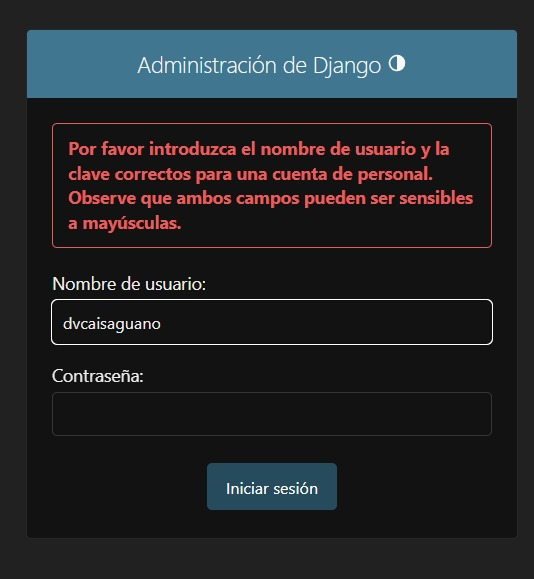 Administración de Django
Por favor introduzca el nombre de usuario y la
clave correctos para una cuenta de personal.
Observe que ambos campos pueden ser sensibles
a mayúsculas.
Nombre de usuario:
dvcaisaguano
Contraseña:
Iniciar sesión